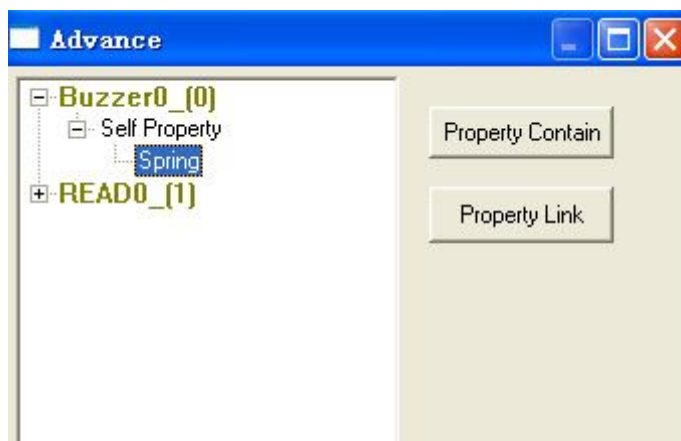 Advance
Buzzer0_(0)
Self Property
Spring
READ0_(1)
Property Contain
Property Link